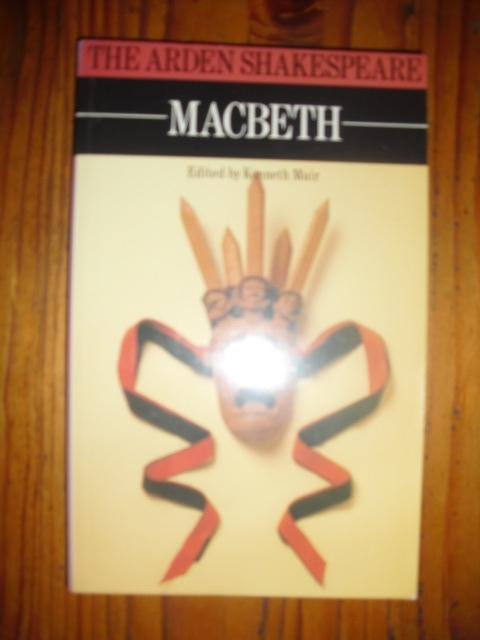 THE ARDEN SHAKESPEARE
MACBETH
Edited by Kenneth Muir